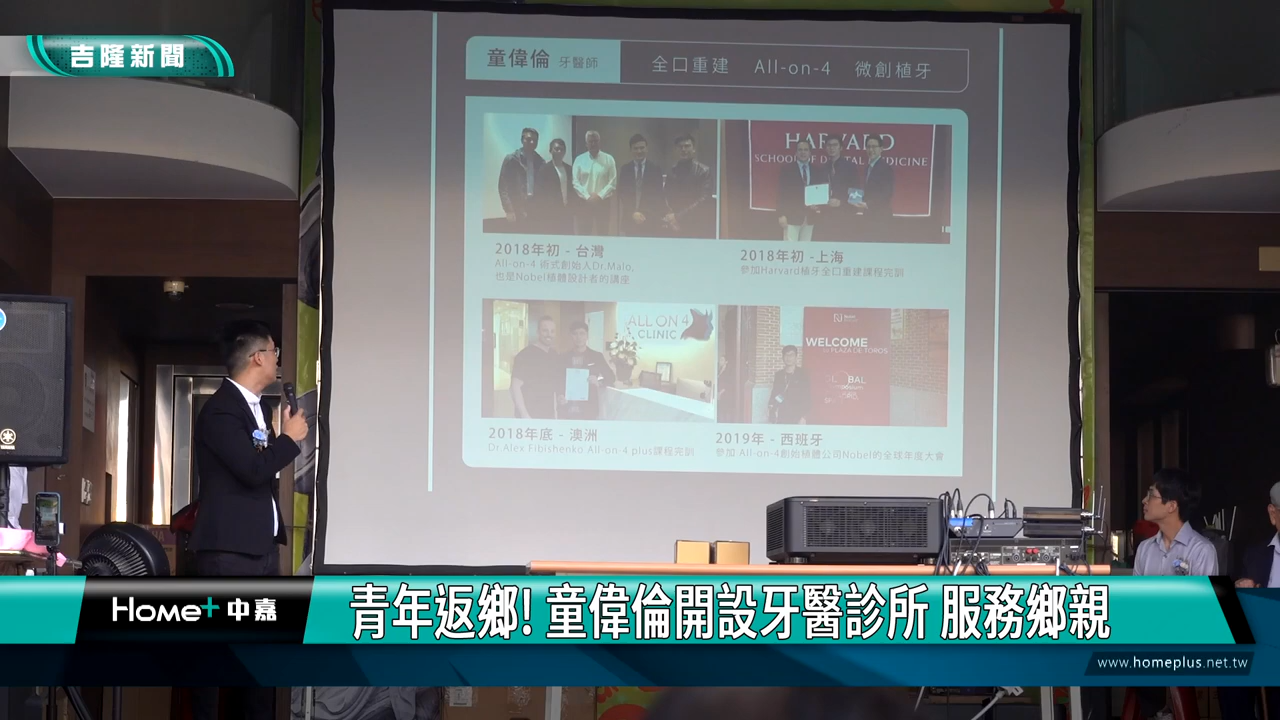 吉隆新聞
童偉倫 牙醫師
全口重建 All-on-4 微創植牙
HARVARD
SCHOOL OF DENTAL MEDICINE
2018年初 - 台灣
All-on-4 術式創始人Dr.Malo,
也是Nobel植體設計者的講座
2018年初 -上海
參加Harvard植牙全口重建課程完訓
ALL ON 4
CLINIC
WELCOME
PLAZA DE TOROS
2018年底 - 澳洲
Dr.Alex Fibishenko All-on-4 plus課程完訓
2019年 - 西班牙
參加 All-on-4創始植體公司Nobel的全球年度大會
YAMAHA
Home+ 中嘉
青年返鄉! 童偉倫開設牙醫診所 服務鄉親
www.homeplus.net.tw